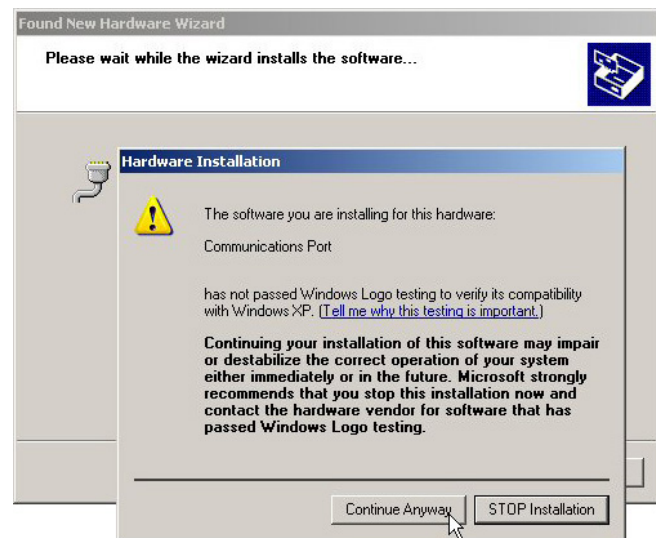 Found New Hardware Wizard
Please wait while the wizard installs the software...
Hardware Installation
The software you are installing for this hardware:
Communications Port
has not passed Windows Logo testing to verify its compatibility
with Windows XP. (Tell me why this testing is important.)
Continuing your installation of this software may impair
or destabilize the correct operation of your system
either immediately or in the future. Microsoft strongly
recommends that you stop this installation now and
contact the hardware vendor for software that has
passed Windows Logo testing.
Continue Anyway
STOP Installation